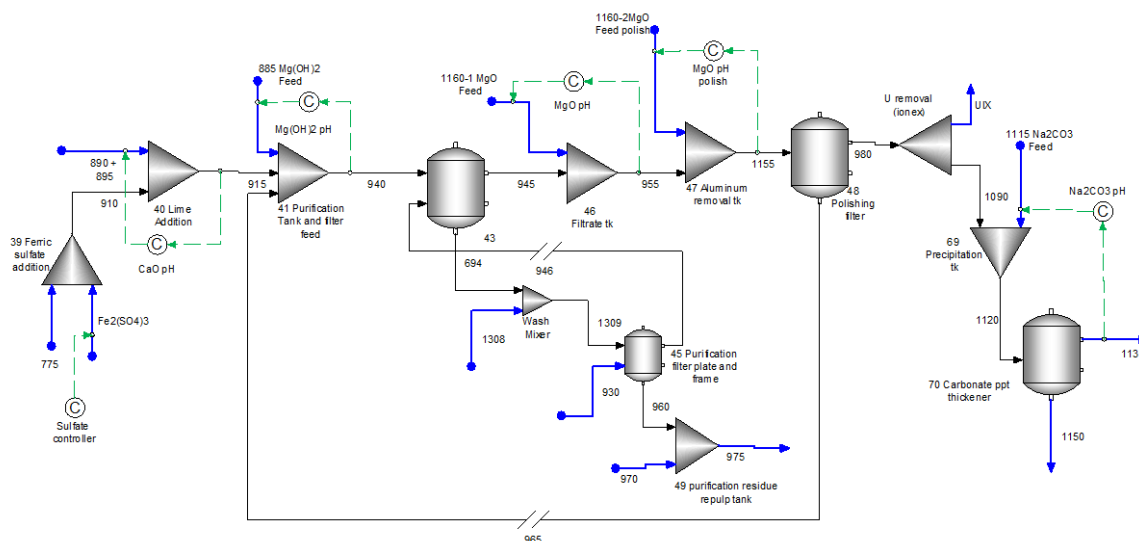 1160-2MgO
Feed polish
C
MgO pH
polish
885 Mg(OH)2
Feed
C
Mg(OH)2 pH
1160-1 MgO
Feed
C
MgO pH
U removal
(ionex)
UIX
1115 Na2CO3
Feed
890 +
895
910
40 Lime
Addition
915
41 Purification
Tank and filter
feed
940
945
46
Filtrate tk
955
47 Aluminum
removal tk
1155
48
Polishing
filter
980
1090
Na2CO3 pH
C
39 Ferric
sulfate
addition
C
CaO pH
43
694
946
69
Precipitation
tk
Fe2(SO4)3
775
Wash
Mixer
1308
1309
45 Purification
filter plate and
frame
930
960
1120
113
70 Carbonate ppt
thickener
C
Sulfate
controller
975
970
49 purification residue
repulp tank
1150
965